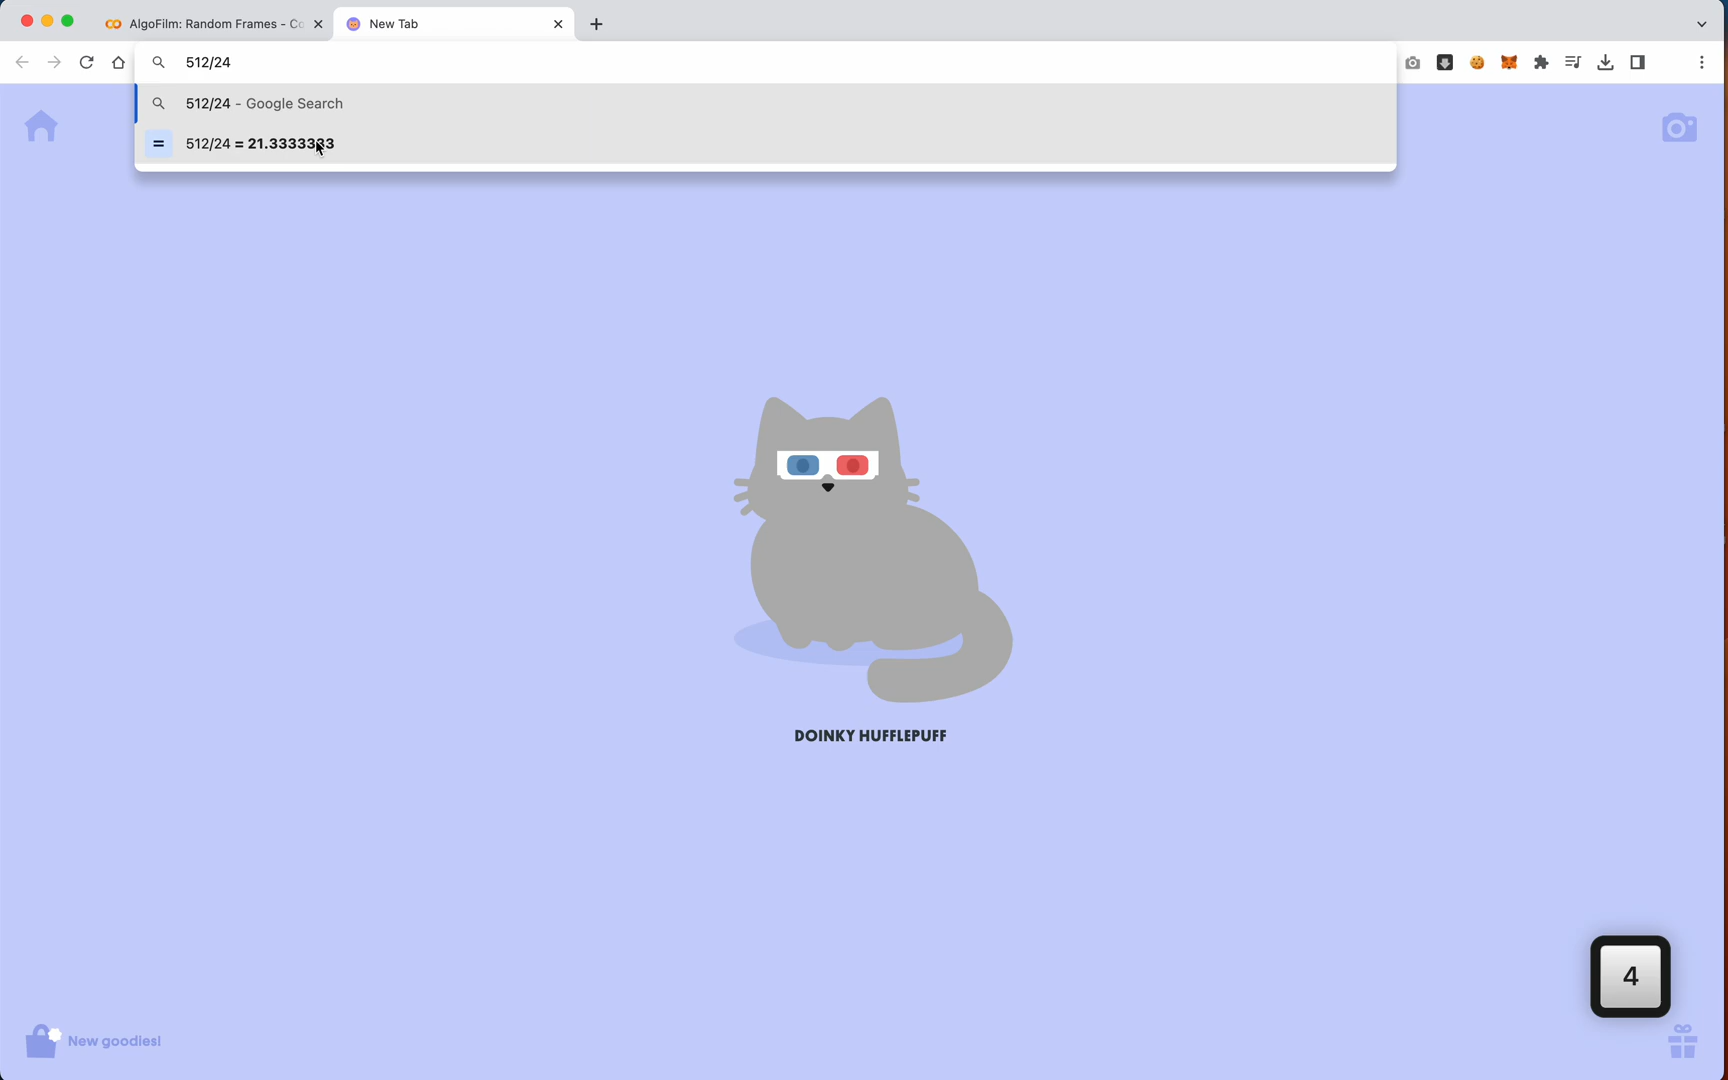 AlgoFilm: Random Frames - Co
New Tab
512/24
512/24 - Google Search
512/24 = 21.3333333
DOINKY HUFFLEPUFF
4
New goodies!